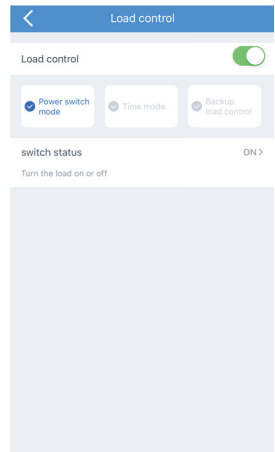 Load control
Load control
Power switch
mode
Time mode
Backup
load control
switch status
ON >
Turn the load on or off